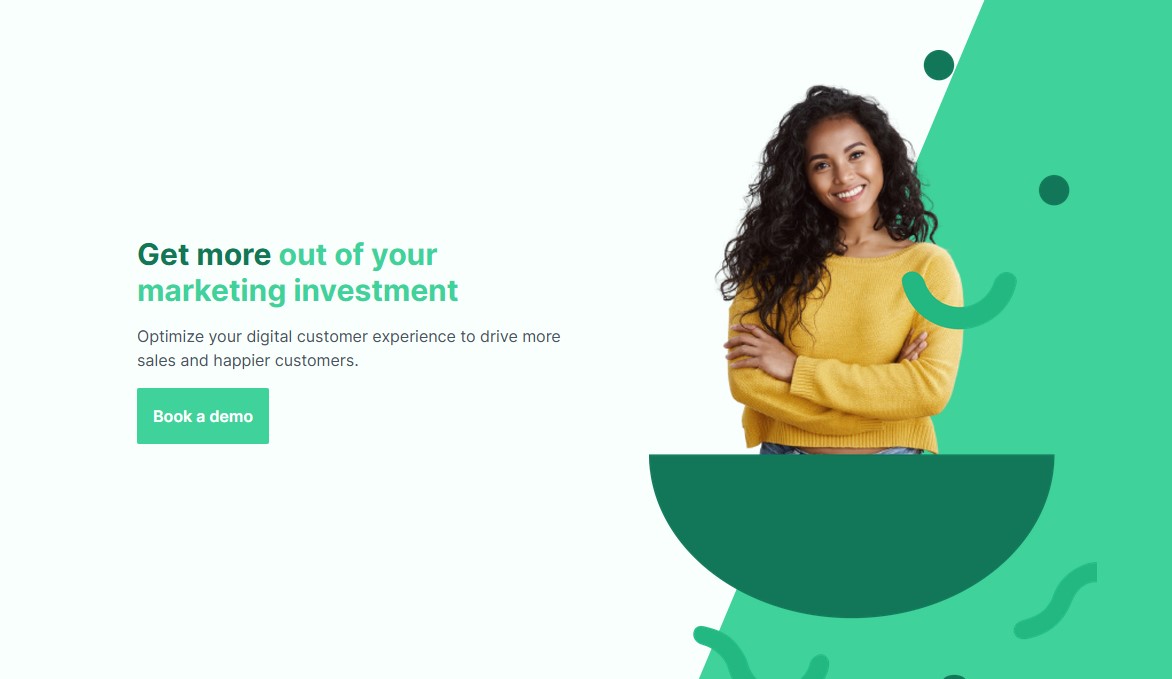 Get more out of your
marketing investment
Optimize your digital customer experience to drive more
sales and happier customers.
Book a demo